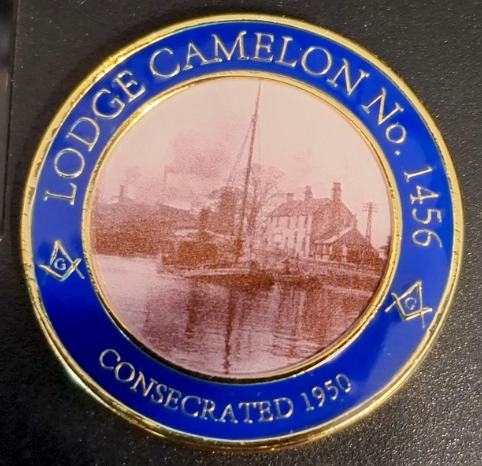 LODGE CAMELON No. 1456
G
G
CONSECRATED 1950